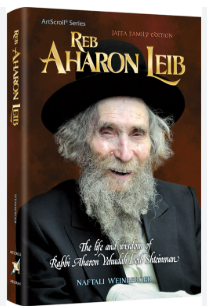 ArtScroll® Series
JAFFA FAMILY EDITION
REB
AHARON LEIB
The life and wisdom of
Rabbi Aharon Yehudah Leib Shteinman
NAFTALI WEINBERGER
REB
AHARON
LEIB